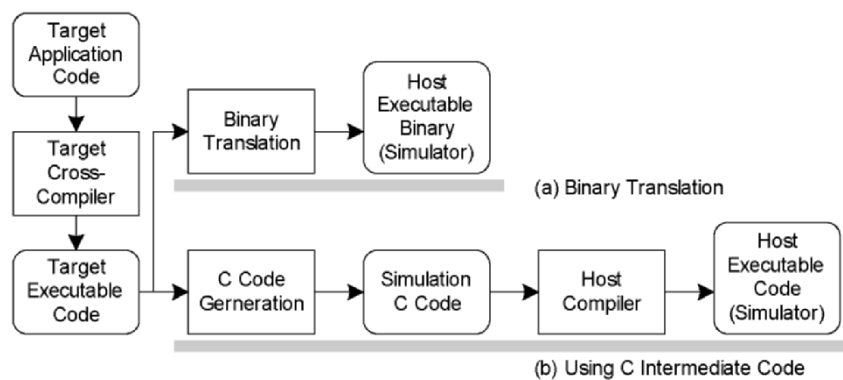 Target
Application
Code
Target
Cross-
Compiler
Target
Executable
Code
Binary
Translation
Host
Executable
Binary
(Simulator)
(a) Binary Translation
C Code
Gerneration
Simulation
C Code
Host
Compiler
Host
Executable
Code
(Simulator)
(b) Using C Intermediate Code